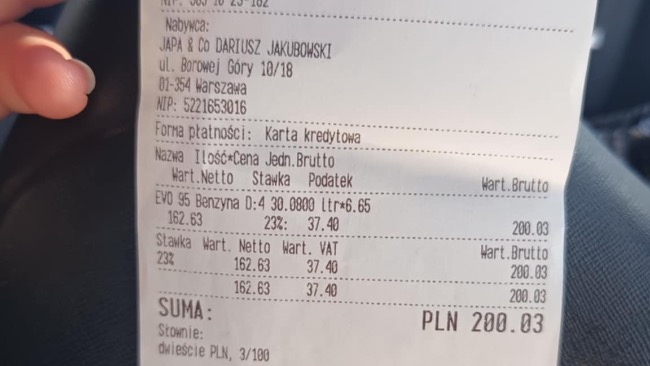 Nabywca:
JAPA & Co DARIUSZ JAKUBOWSKI
ul. Borowej Góry 10/18
01-354 Warszawa
NIP: 5221653016
Forma płatności: Karta kredytowa
Nazwa Ilość*Cena Jedn.Brutto
Wart.Netto Stawka Podatek Wart.Brutto
EVO 95 Benzyna D:4 30.0800 ltr*6.65
162.63 23%: 37.40 200.03
Stawka Wart. Netto Wart. VAT Wart.Brutto
23% 162.63 37.40 200.03
162.63 37.40 200.03
SUMA: PLN 200.03
Słownie:
dwieście PLN, 3/100